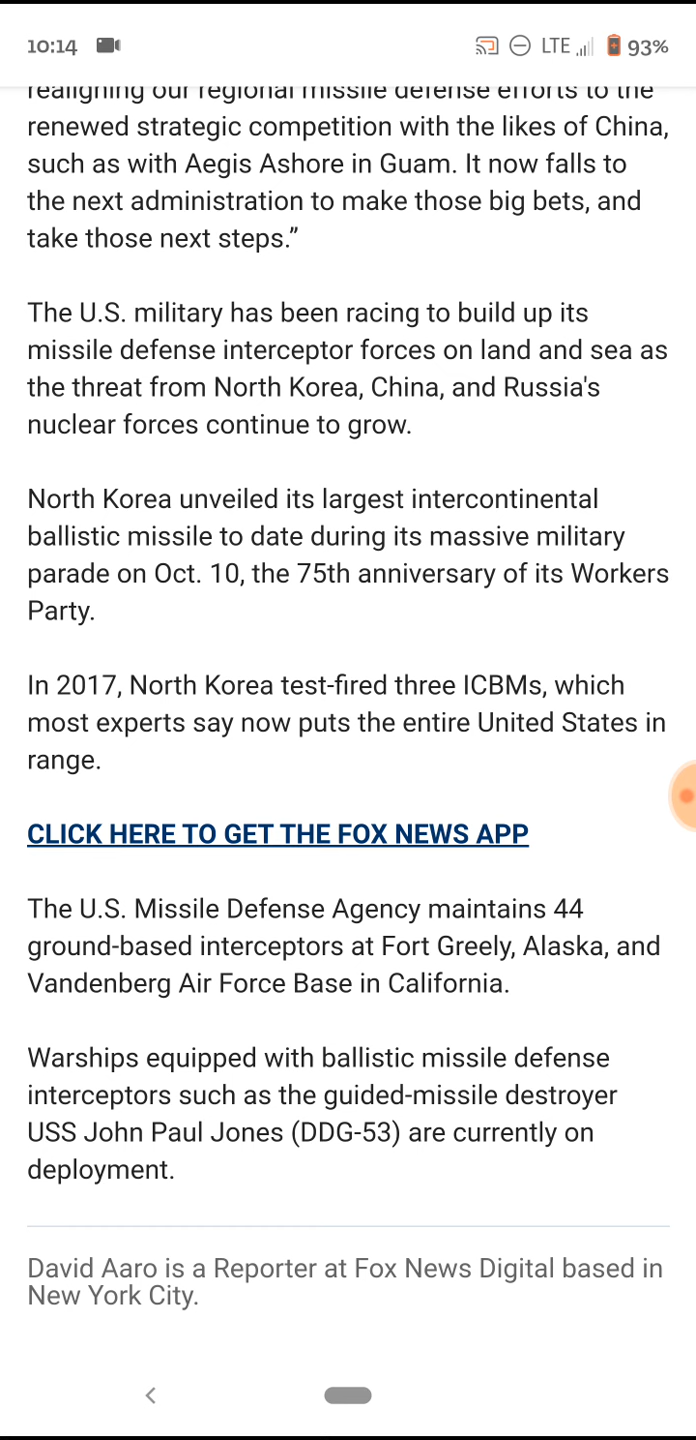 10:14
LTE
93%
realigning our regional missile defense efforts to the
renewed strategic competition with the likes of China,
such as with Aegis Ashore in Guam. It now falls to
the next administration to make those big bets, and
take those next steps.”
The U.S. military has been racing to build up its
missile defense interceptor forces on land and sea as
the threat from North Korea, China, and Russia's
nuclear forces continue to grow.
North Korea unveiled its largest intercontinental
ballistic missile to date during its massive military
parade on Oct. 10, the 75th anniversary of its Workers
Party.
In 2017, North Korea test-fired three ICBMs, which
most experts say now puts the entire United States in
range.
CLICK HERE TO GET THE FOX NEWS APP
The U.S. Missile Defense Agency maintains 44
ground-based interceptors at Fort Greely, Alaska, and
Vandenberg Air Force Base in California.
Warships equipped with ballistic missile defense
interceptors such as the guided-missile destroyer
USS John Paul Jones (DDG-53) are currently on
deployment.
David Aaro is a Reporter at Fox News Digital based in
New York City.